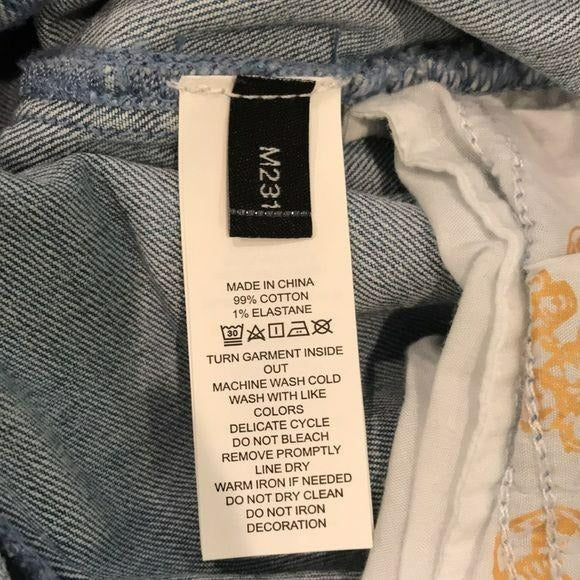 M231
MADE IN CHINA
99% COTTON
1% ELASTANE
30
TURN GARMENT INSIDE
OUT
MACHINE WASH COLD
WASH WITH LIKE
COLORS
DELICATE CYCLE
DO NOT BLEACH
REMOVE PROMPTLY
LINE DRY
WARM IRON IF NEEDED
DO NOT DRY CLEAN
DO NOT IRON
DECORATION